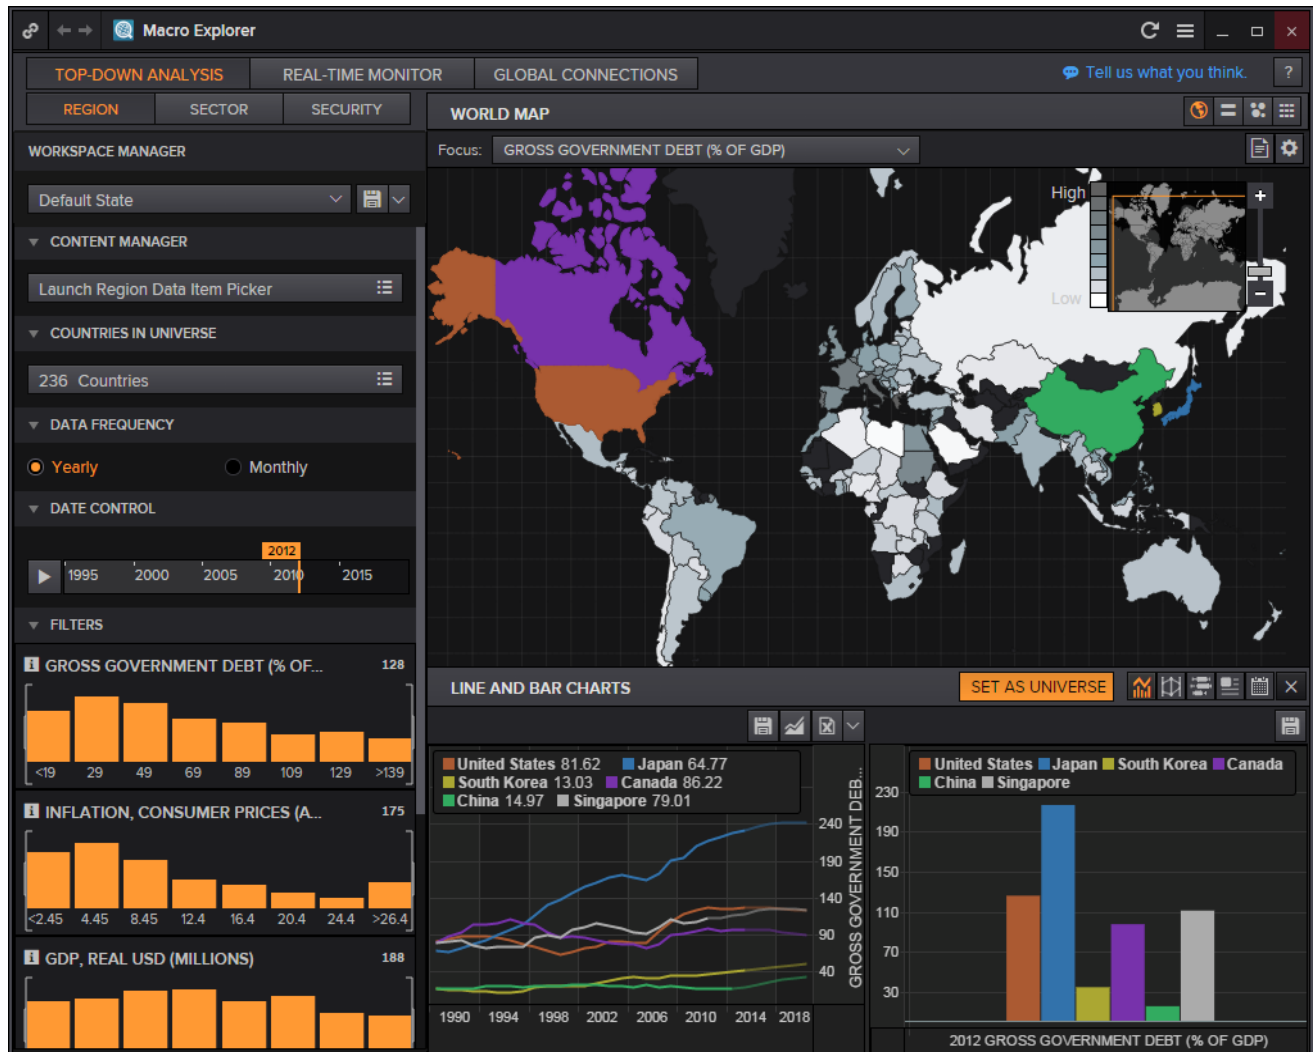 Macro Explorer
TOP-DOWN ANALYSIS REAL-TIME MONITOR GLOBAL CONNECTIONS Tell us what you think. ?
REGION SECTOR SECURITY
WORLD MAP
WORKSPACE MANAGER
Focus: GROSS GOVERNMENT DEBT (% OF GDP)
Default State
High
Low
CONTENT MANAGER
Launch Region Data Item Picker
COUNTRIES IN UNIVERSE
236 Countries
DATA FREQUENCY
Yearly Monthly
DATE CONTROL
2012
1995 2000 2005 2010 2015
FILTERS
GROSS GOVERNMENT DEBT (% OF... 128
<19 29 49 69 89 109 129 >139
INFLATION, CONSUMER PRICES (A... 175
<2.45 4.45 8.45 12.4 16.4 20.4 24.4 >26.4
GDP, REAL USD (MILLIONS) 188
LINE AND BAR CHARTS SET AS UNIVERSE
United States 81.62 Japan 64.77
South Korea 13.03 Canada 86.22
China 14.97 Singapore 79.01
GROSS GOVERNMENT DEB...
240
190
140
90
40
1990 1994 1998 2002 2006 2010 2014 2018
United States Japan South Korea Canada
China Singapore
230
190
150
110
70
30
2012 GROSS GOVERNMENT DEBT (% OF GDP)